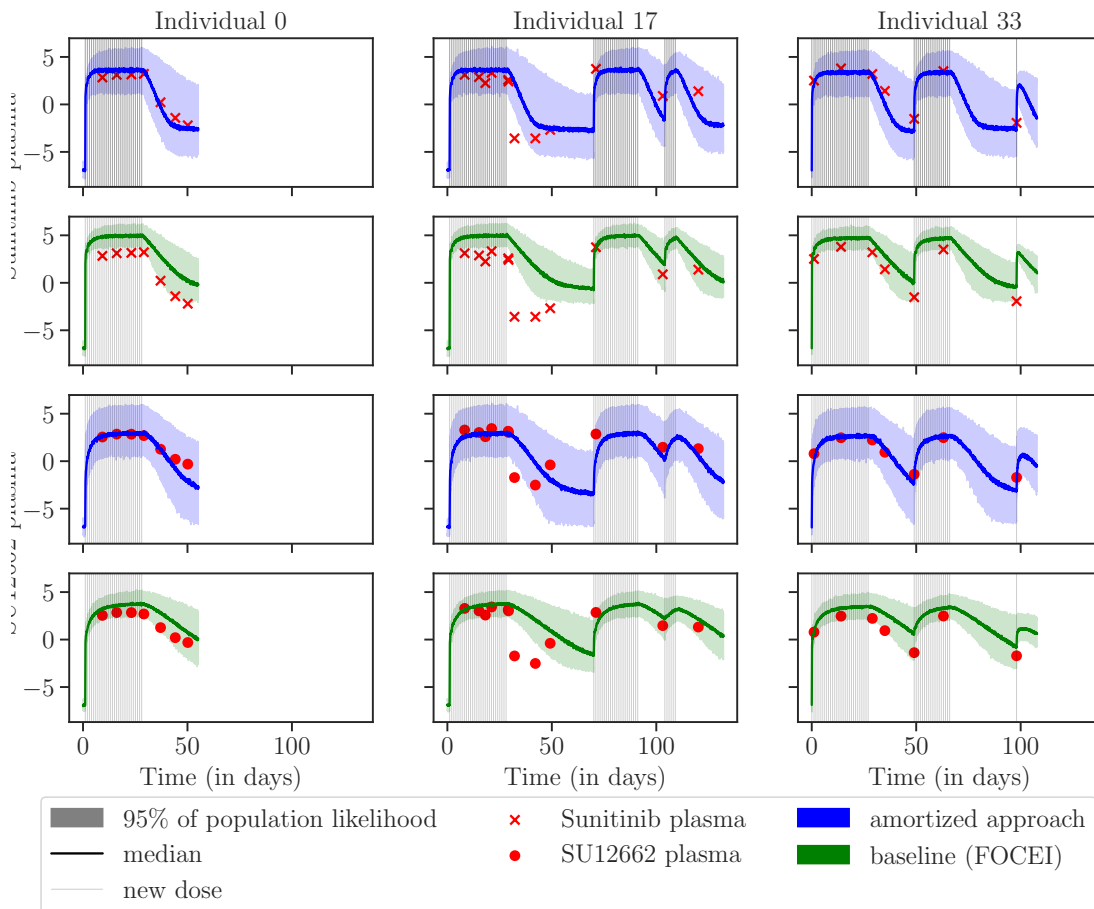 Individual 0 Individual 17 Individual 33
5
0
−5
5
0
−5
5
0
−5
5
0
−5
0 50 100 0 50 100 0 50 100
Time (in days) Time (in days) Time (in days)
95% of population likelihood
median
new dose
Sunitinib plasma
SU12662 plasma
amortized approach
baseline (FOCEI)